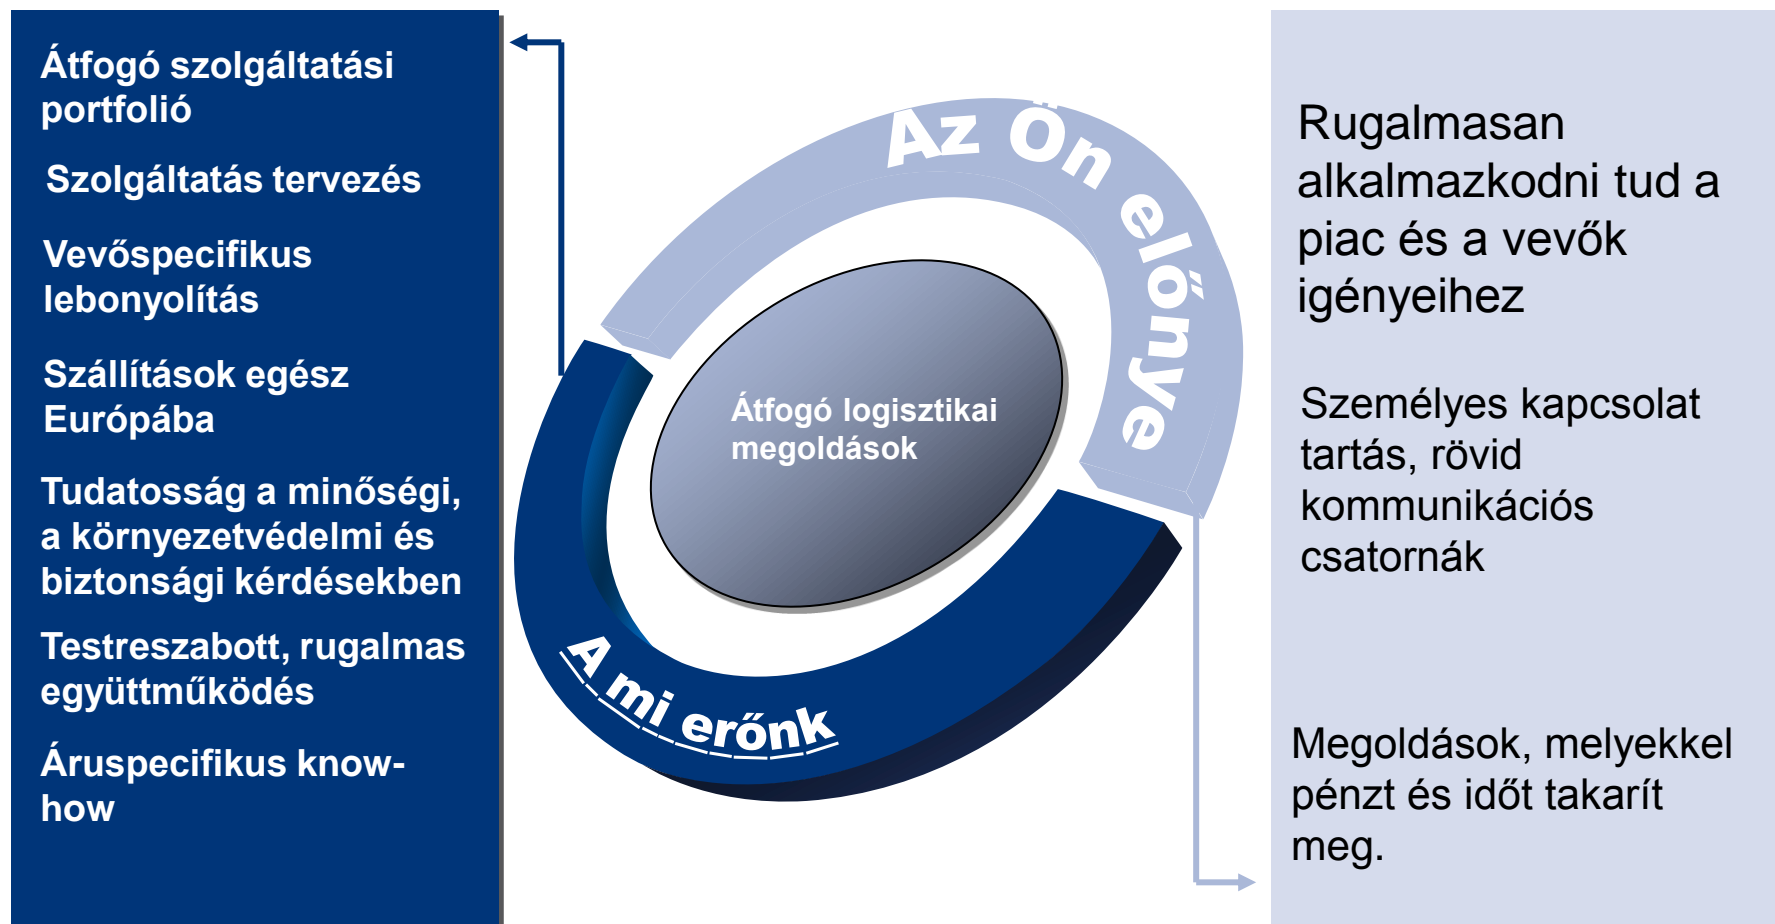 Átfogó szolgáltatási
portfolió
Szolgáltatás tervezés
Vevőspecifikus
lebonyolítás
Szállítások egész
Európába
Tudatosság a minőségi,
a környezetvédelmi és
biztonsági kérdésekben
Testreszabott, rugalmas
együttműködés
Áruspecifikus know-
how
Az Ön előnye
Átfogó logisztikai
megoldások
A mi erőnk
Rugalmasan
alkalmazkodni tud a
piac és a vevők
igényeihez
Személyes kapcsolat
tartás, rövid
kommunikációs
csatornák
Megoldások, melyekkel
pénzt és időt takarít
meg.